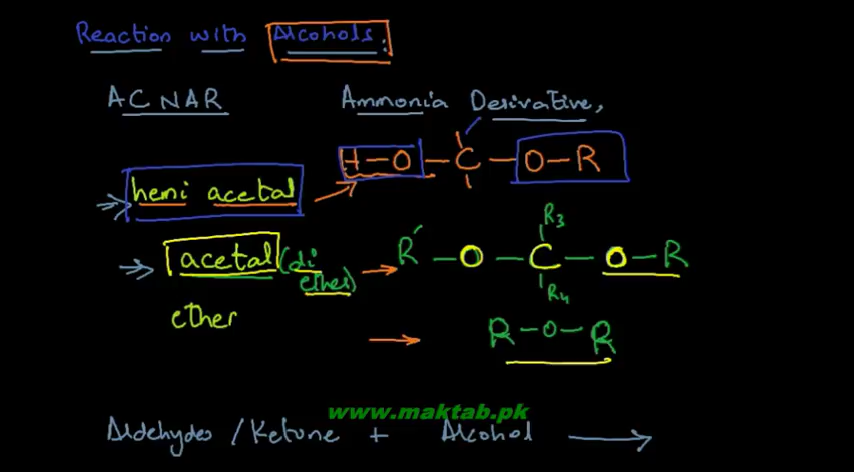 Reaction with Alcohols:
ACNAR Ammonia Derivative,
hemi acetal H-O-C-O-R
R3
acetal (di ether) R´-O-C-O-R
R4
ether R-O-R
www.maktab.pk
Aldehydes / Ketone + Alcohol →